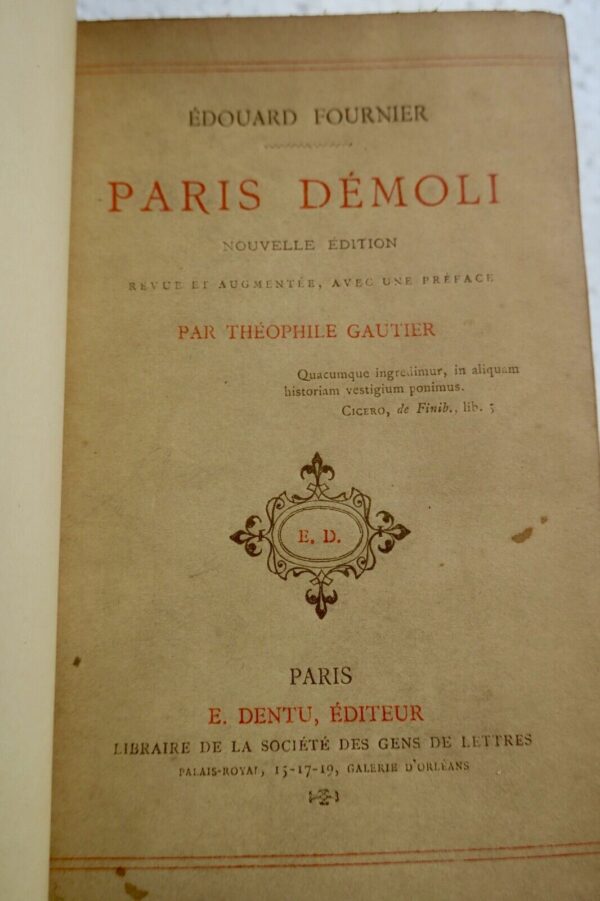 ÉDOUARD FOURNIER
PARIS DÉMOLI
NOUVELLE ÉDITION
REVUE ET AUGMENTÉE, AVEC UNE PRÉFACE
PAR THÉOPHILE GAUTIER
Quacumque ingredimur, in aliquam
historiam vestigium ponimus.
CICERO, de Finib., lib. 5
E. D.
PARIS
E. DENTU, ÉDITEUR
LIBRAIRE DE LA SOCIÉTÉ DES GENS DE LETTRES
PALAIS-ROYAL, 15-17-19, GALERIE D'ORLÉANS